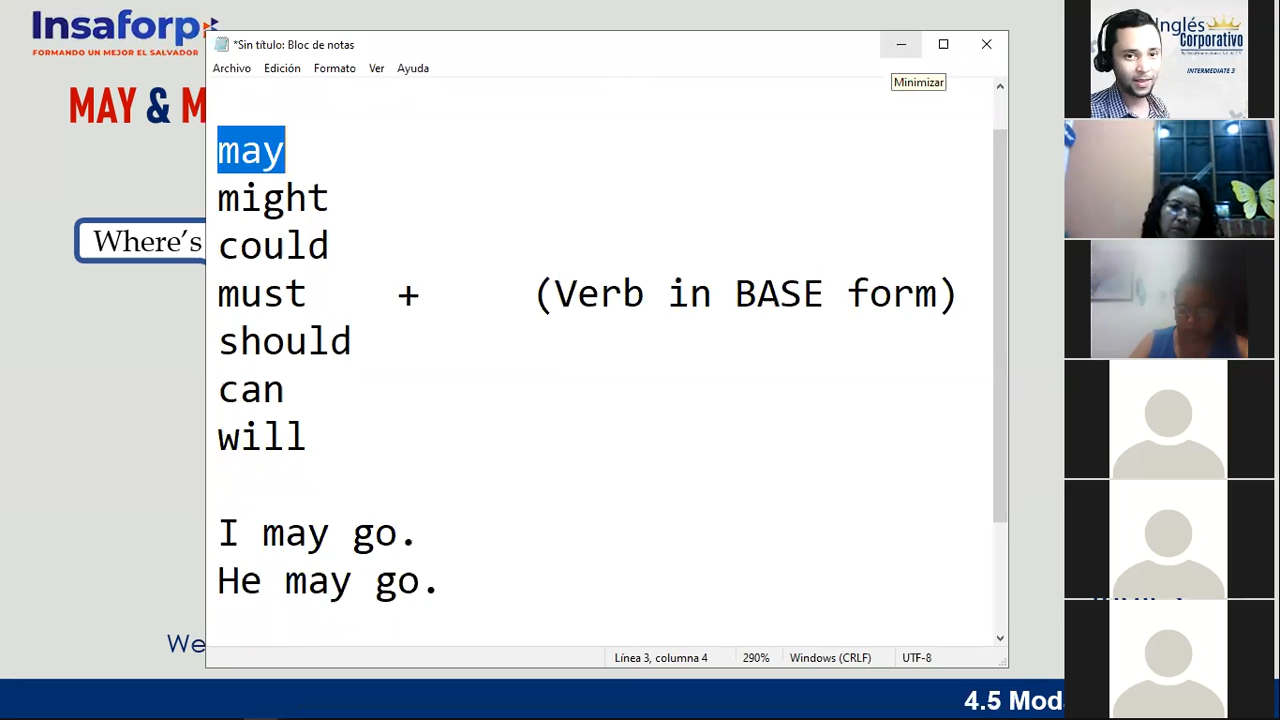 Insaforp
FORMANDO UN MEJOR EL SALVADOR
MAY & M
Where's
We
*Sin título: Bloc de notas
Archivo Edición Formato Ver Ayuda
Minimizar
may
might
could
must + (Verb in BASE form)
should
can
will
I may go.
He may go.
Línea 3, columna 4 290% Windows (CRLF) UTF-8
4.5 Mod
Inglés
Corporativo
INTERMEDIATE 3